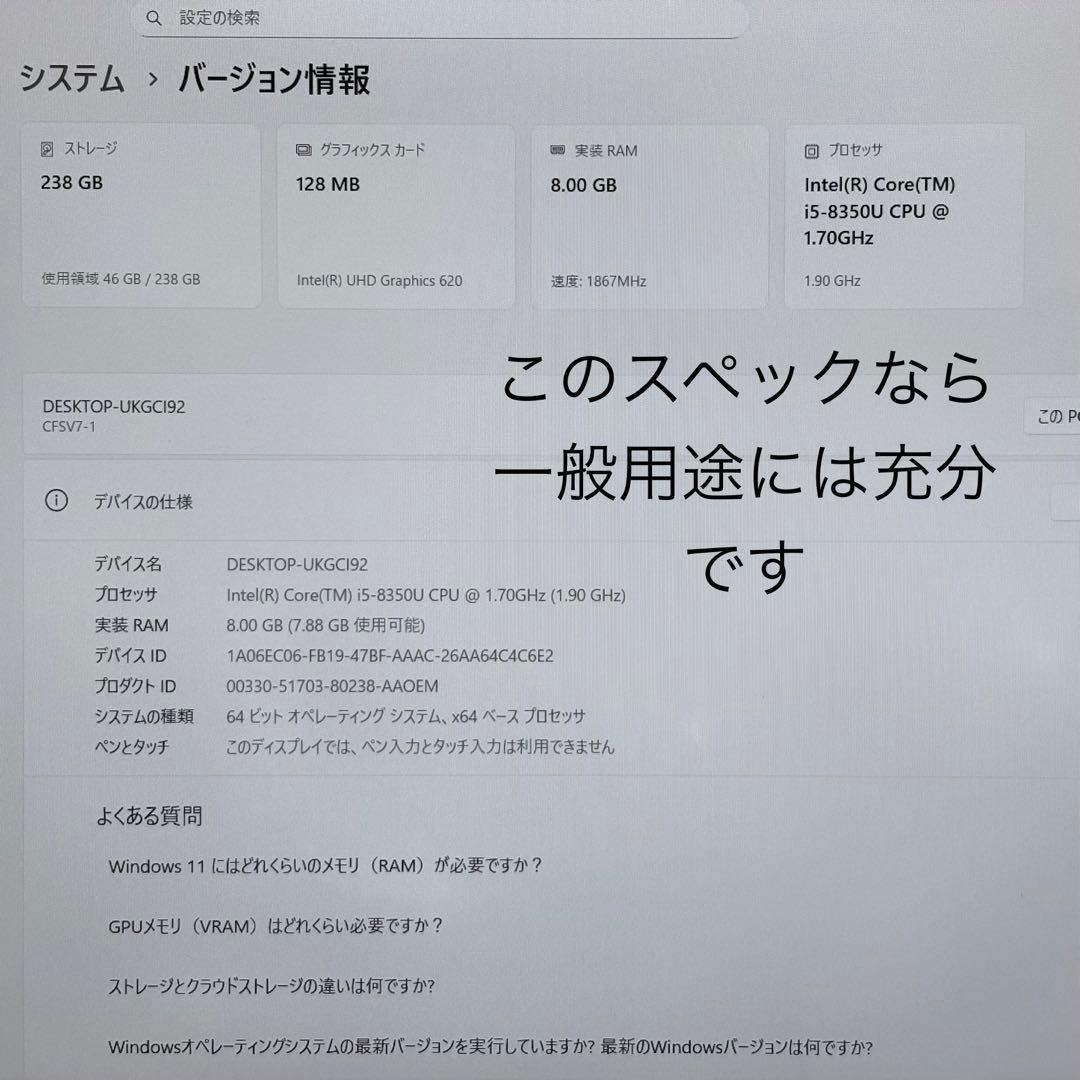 設定の検索
システム › バージョン情報
ストレージ
238 GB
使用領域 46 GB / 238 GB
グラフィックス カード
128 MB
Intel(R) UHD Graphics 620
実装 RAM
8.00 GB
速度: 1867MHz
プロセッサ
Intel(R) Core(TM)
i5-8350U CPU @
1.70GHz
1.90 GHz
このスペックなら
一般用途には充分
です
DESKTOP-UKGCI92
CFSV7-1
この PC
デバイスの仕様
デバイス名 DESKTOP-UKGCI92
プロセッサ Intel(R) Core(TM) i5-8350U CPU @ 1.70GHz (1.90 GHz)
実装 RAM 8.00 GB (7.88 GB 使用可能)
デバイス ID 1A06EC06-FB19-47BF-AAAC-26AA64C4C6E2
プロダクト ID 00330-51703-80238-AAOEM
システムの種類 64 ビット オペレーティング システム、x64 ベース プロセッサ
ペンとタッチ このディスプレイでは、ペン入力とタッチ入力は利用できません
よくある質問
Windows 11 にはどれくらいのメモリ（RAM）が必要ですか？
GPUメモリ（VRAM）はどれくらい必要ですか？
ストレージとクラウドストレージの違いは何ですか?
Windowsオペレーティングシステムの最新バージョンを実行していますか? 最新のWindowsバージョンは何ですか?